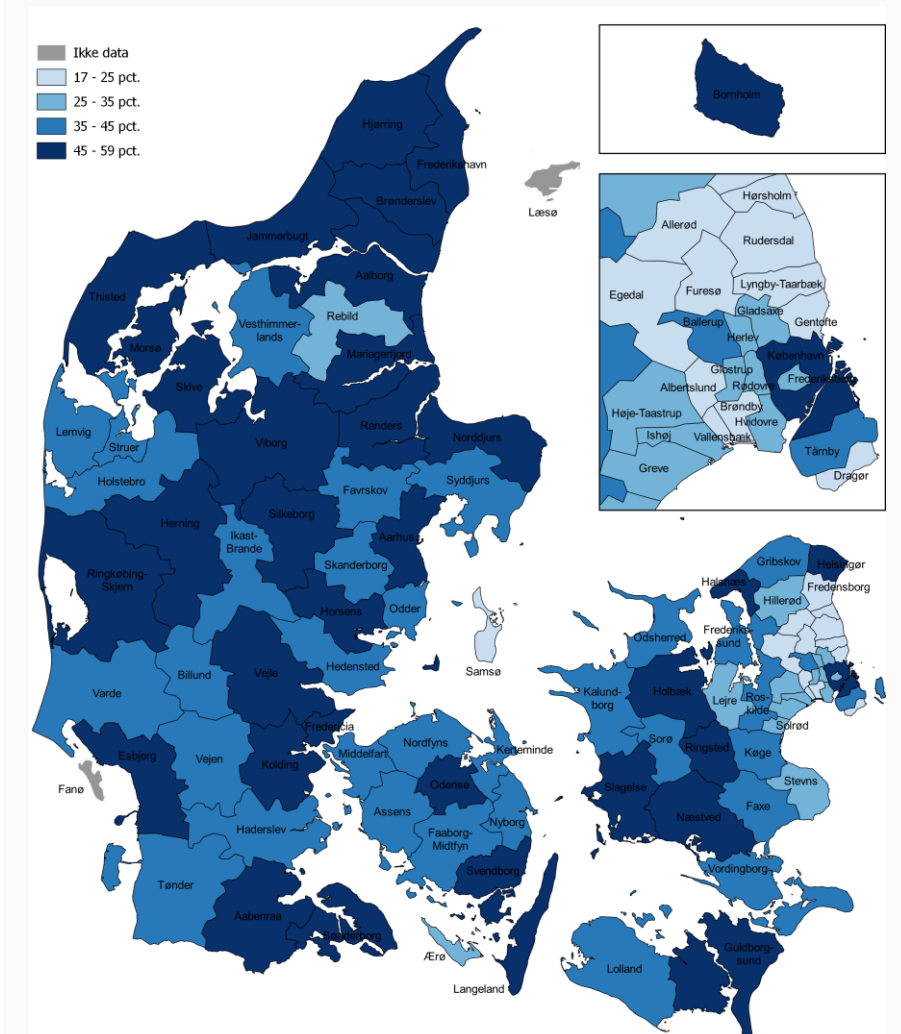 Ikke data
17 - 25 pct.
25 - 35 pct.
35 - 45 pct.
45 - 59 pct.
Bornholm
Hjørring
Frederikshavn
Brønderslev
Læsø
Jammerbugt
Aalborg
Thisted
Vesthimmer-
lands
Rebild
Morsø
Mariagerfjord
Skive
Randers
Viborg
Norddjurs
Lemvig
Struer
Holstebro
Favrskov
Syddjurs
Silkeborg
Herning
Ikast-
Brande
Aarhus
Skanderborg
Ringkøbing-
Skjern
Horsens
Odder
Samsø
Hedensted
Billund
Vejle
Varde
Fredericia
Esbjerg
Vejen
Kolding
Fanø
Middelfart
Nordfyns
Kerteminde
Odense
Assens
Nyborg
Faaborg-
Midtfyn
Haderslev
Svendborg
Tønder
Aabenraa
Sønderborg
Ærø
Langeland
Hørsholm
Allerød
Rudersdal
Egedal
Furesø
Lyngby-Taarbæk
Gladsaxe
Ballerup
Gentofte
Herlev
København
Glostrup
Frederiksberg
Albertslund
Rødovre
Brøndby
Høje-Taastrup
Hvidovre
Ishøj
Vallensbæk
Tårnby
Greve
Dragør
Gribskov
Helsingør
Halsnæs
Fredensborg
Hillerød
Odsherred
Frederiks-
sund
Kalund-
borg
Holbæk
Lejre
Ros-
kilde
Solrød
Sorø
Ringsted
Køge
Stevns
Slagelse
Næstved
Faxe
Vordingborg
Guldborg-
sund
Lolland